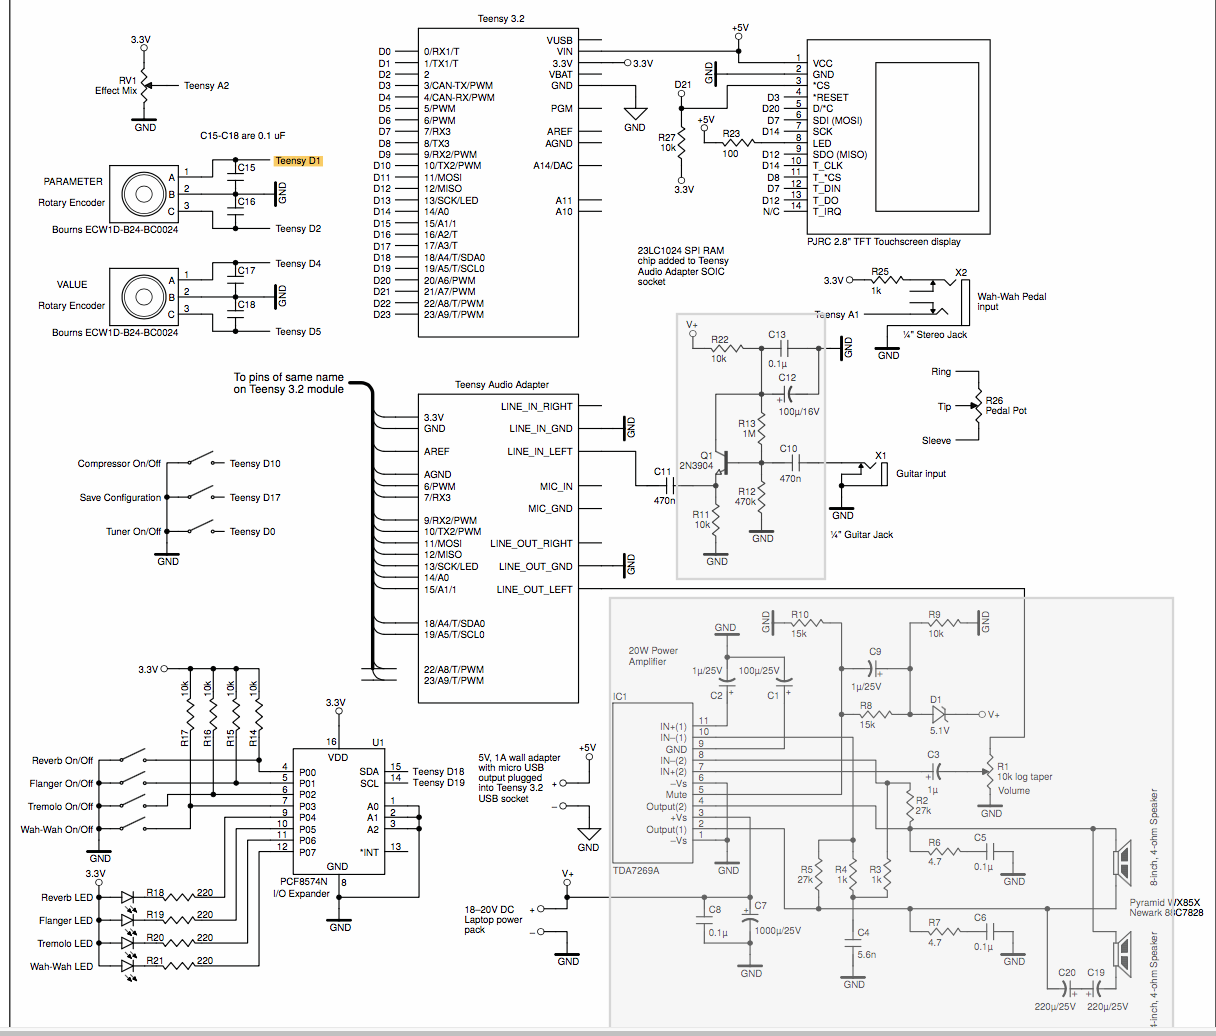 Teensy 3.2
3.3V
RV1
Effect Mix
Teensy A2
GND
C15-C18 are 0.1 uF
PARAMETER
Rotary Encoder
Bourns ECW1D-B24-BC0024
A
B
C
1
2
3
C15
C16
GND
Teensy D1
Teensy D2
VALUE
Rotary Encoder
Bourns ECW1D-B24-BC0024
A
B
C
1
2
3
C17
C18
GND
Teensy D4
Teensy D5
D0 0/RX1/T
D1 1/TX1/T
D2 2
D3 3/CAN-TX/PWM
D4 4/CAN-RX/PWM
D5 5/PWM
D6 6/PWM
D7 7/RX3
D8 8/TX3
D9 9/RX2/PWM
D10 10/TX2/PWM
D11 11/MOSI
D12 12/MISO
D13 13/SCK/LED
D14 14/A0
D15 15/A1/1
D16 16/A2/T
D17 17/A3/T
D18 18/A4/T/SDA0
D19 19/A5/T/SCL0
D20 20/A6/PWM
D21 21/A7/PWM
D22 22/A8/T/PWM
D23 23/A9/T/PWM
VUSB
VIN
3.3V
VBAT
GND
PGM
AREF
AGND
A14/DAC
A11
A10
3.3V
GND
+5V
GND
D21
R27
10k
3.3V
+5V
R23
100
1 VCC
2 GND
3 *CS
D3 4 *RESET
D20 5 D/*C
D7 6 SDI (MOSI)
D14 7 SCK
8 LED
D12 9 SDO (MISO)
D14 10 T_CLK
D8 11 T_*CS
D7 12 T_DIN
D12 13 T_DO
N/C 14 T_IRQ
PJRC 2.8" TFT Touchscreen display
23LC1024 SPI RAM
chip added to Teensy
Audio Adapter SOIC
socket
3.3V
R25
1k
X2
Teensy A1
Wah-Wah Pedal
input
GND
¼" Stereo Jack
Ring
Tip
Sleeve
R26
Pedal Pot
V+
R22
10k
C13
0.1µ
GND
C12
+
100µ/16V
R13
1M
Q1
2N3904
C10
470n
X1
Guitar input
GND
¼" Guitar Jack
C11
470n
R12
470k
R11
10k
GND
GND
To pins of same name
on Teensy 3.2 module
Teensy Audio Adapter
3.3V
GND
AREF
AGND
6/PWM
7/RX3
9/RX2/PWM
10/TX2/PWM
11/MOSI
12/MISO
13/SCK/LED
14/A0
15/A1/1
18/A4/T/SDA0
19/A5/T/SCL0
22/A8/T/PWM
23/A9/T/PWM
LINE_IN_RIGHT
LINE_IN_GND
LINE_IN_LEFT
MIC_IN
MIC_GND
LINE_OUT_RIGHT
LINE_OUT_GND
LINE_OUT_LEFT
GND
GND
Compressor On/Off
Teensy D10
Save Configuration
Teensy D17
Tuner On/Off
Teensy D0
GND
3.3V
10k
10k
10k
10k
R17
R16
R15
R14
Reverb On/Off
Flanger On/Off
Tremolo On/Off
Wah-Wah On/Off
GND
3.3V
Reverb LED
R18
220
Flanger LED
R19
220
Tremolo LED
R20
220
Wah-Wah LED
R21
220
3.3V
16
U1
VDD
4 P00
5 P01
6 P02
7 P03
9 P04
10 P05
11 P06
12 P07
SDA 15 Teensy D18
SCL 14 Teensy D19
A0 1
A1 2
A2 3
*INT 13
GND
8
PCF8574N
I/O Expander
GND
5V, 1A wall adapter
with micro USB
output plugged
into Teensy 3.2
USB socket
+5V
+
–
GND
V+
18–20V DC
Laptop power
pack
+
–
GND
20W Power
Amplifier
GND
1µ/25V
100µ/25V
C2
+
C1
+
IC1
IN+(1) 11
IN–(1) 10
GND 9
IN–(2) 8
IN+(2) 7
–Vs 6
Mute 5
Output(2) 4
+Vs 3
Output(1) 2
–Vs 1
TDA7269A
GND
GND
R10
15k
R9
10k
GND
C9
+
1µ/25V
R8
15k
D1
5.1V
V+
C3
+
1µ
R1
10k log taper
Volume
GND
R2
27k
R6
4.7
C5
0.1µ
GND
R5
27k
R4
1k
R3
1k
R7
4.7
C6
0.1µ
GND
C8
0.1µ
+
C7
1000µ/25V
GND
C4
5.6n
GND
8-inch, 4-ohm Speaker
Pyramid WX85X
C20
+
C19
+
220µ/25V
220µ/25V
-inch, 4-ohm Speaker